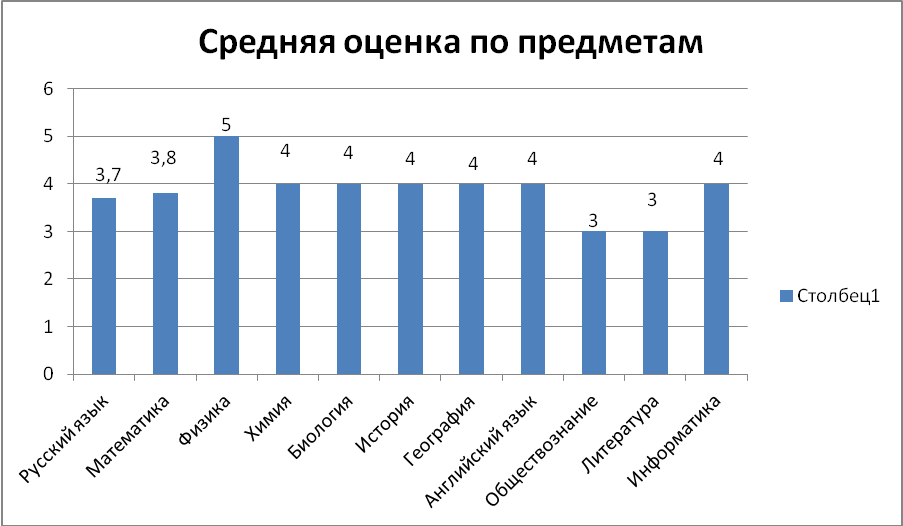 Средняя оценка по предметам
6
5
4
3
2
1
0
3,7
3,8
5
4
4
4
4
4
3
3
4
Русский язык
Математика
Физика
Химия
Биология
История
География
Английский язык
Обществознание
Литература
Информатика
Столбец1